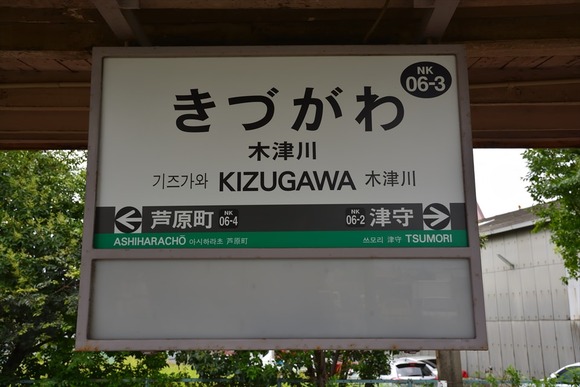 NK
06-3
きづがわ
木津川
기즈가와 KIZUGAWA 木津川
芦原町 NK 06-4 NK 06-2 津守
ASHIHARACHŌ 아시하라초 芦原町 쓰모리 津守 TSUMORI